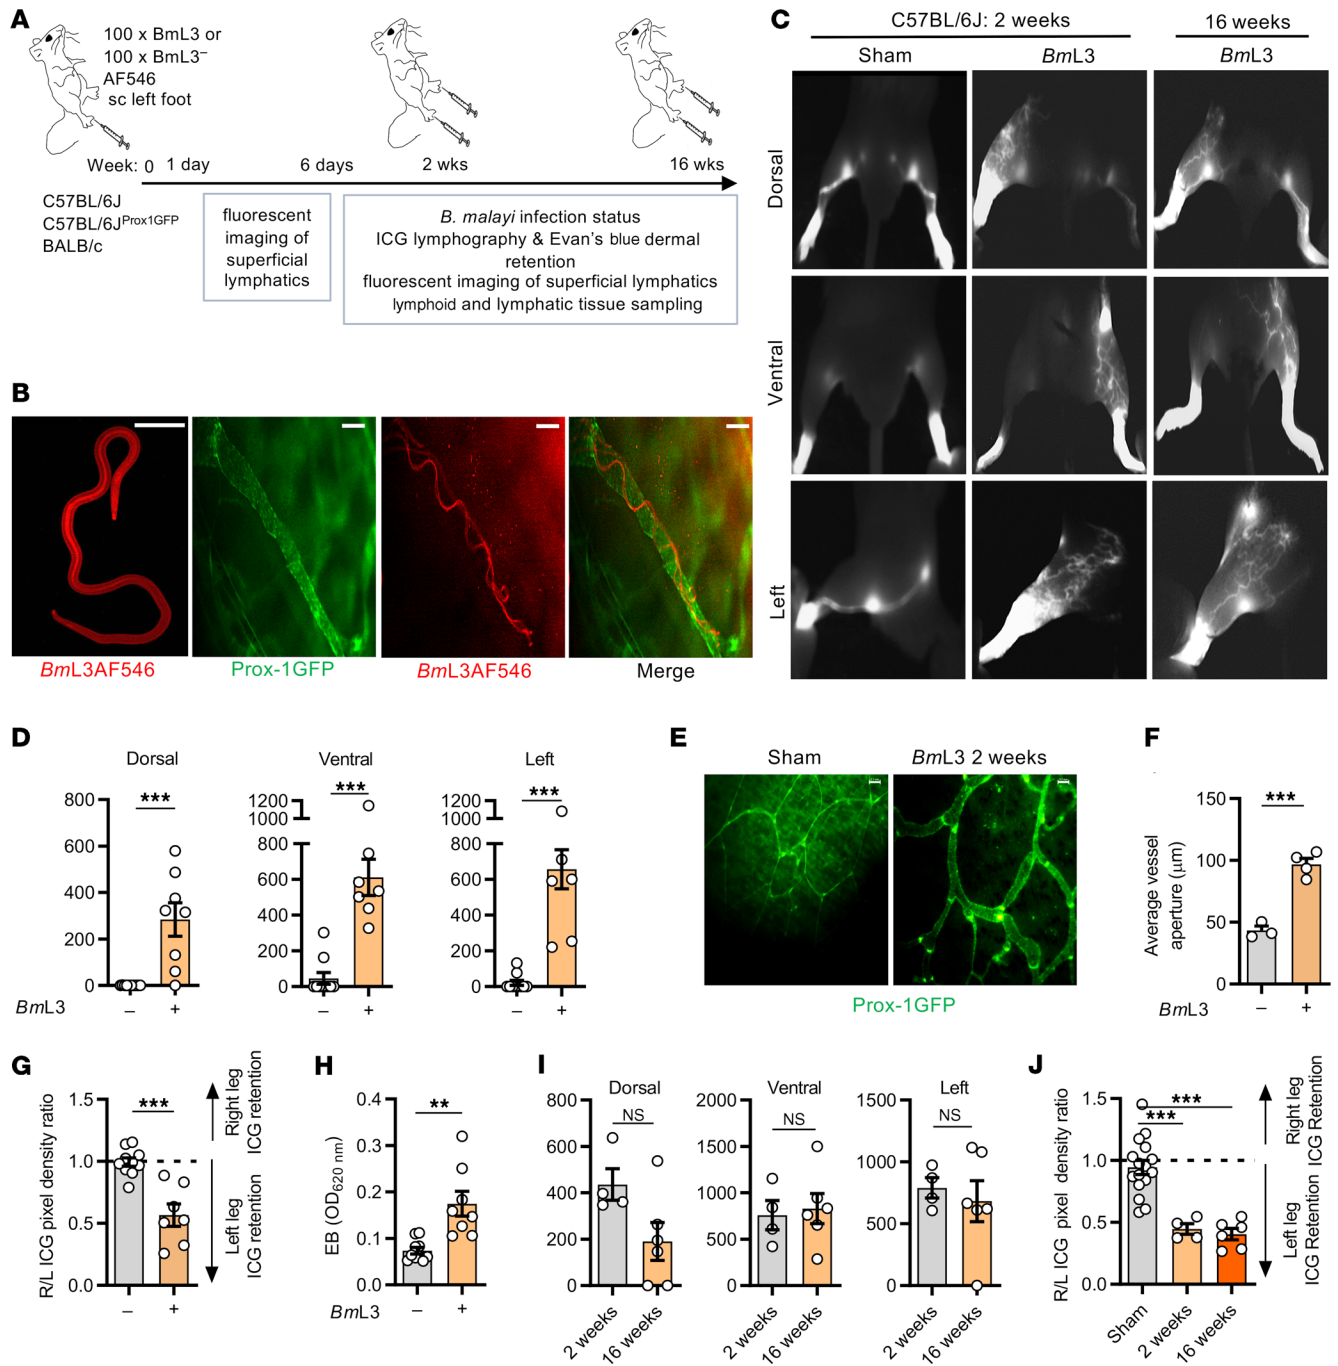 A
100 x BmL3 or
100 x BmL3–
AF546
sc left foot
Week: 0 1 day 6 days 2 wks 16 wks
C57BL/6J
C57BL/6JProx1GFP
BALB/c
fluorescent
imaging of
superficial
lymphatics
B. malayi infection status
ICG lymphography & Evan's blue dermal
retention
fluorescent imaging of superficial lymphatics
lymphoid and lymphatic tissue sampling
B
BmL3AF546 Prox-1GFP BmL3AF546 Merge
C
C57BL/6J: 2 weeks 16 weeks
Sham BmL3 BmL3
Dorsal
Ventral
Left
D
Dorsal
***
800
600
400
200
0
BmL3 – +
Ventral
***
1200
1000
800
600
400
200
0
– +
Left
***
1200
1000
800
600
400
200
0
– +
E
Sham BmL3 2 weeks
Prox-1GFP
F
Average vessel
aperture (µm)
***
150
100
50
0
BmL3 – +
G
R/L ICG pixel density ratio
***
1.5
1.0
0.5
0.0
– +
Right leg
ICG retention
Left leg
ICG retention
H
EB (OD620 nm)
**
0.4
0.3
0.2
0.1
0.0
BmL3 – +
I
Dorsal
NS
800
600
400
200
0
2 weeks 16 weeks
Ventral
NS
2000
1500
1000
500
0
2 weeks 16 weeks
Left
NS
1500
1000
500
0
2 weeks 16 weeks
J
R/L ICG pixel density ratio
***
***
1.5
1.0
0.5
0.0
Sham 2 weeks 16 weeks
Right leg
ICG Retention
Left leg
ICG Retention